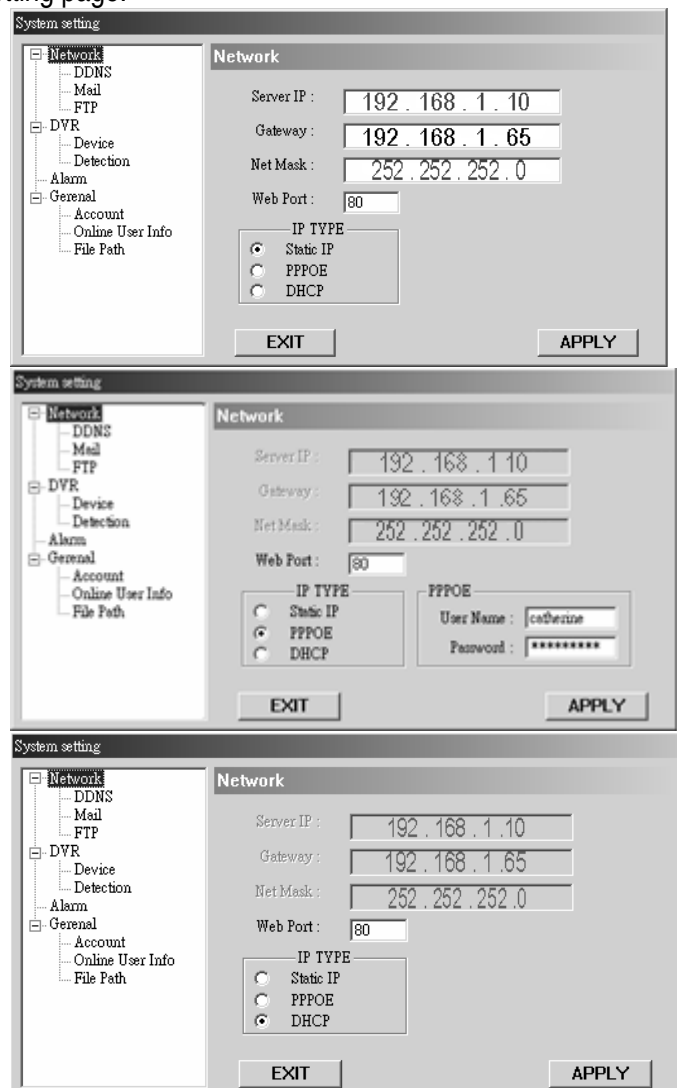 tting page.
System setting
Network
DDNS
Mail
FTP
DVR
Device
Detection
Alarm
Gerenal
Account
Online User Info
File Path
Network
Server IP : 192 . 168 . 1 . 10
Gateway : 192 . 168 . 1 . 65
Net Mask : 252 . 252 . 252 . 0
Web Port : 80
IP TYPE
Static IP
PPPOE
DHCP
EXIT APPLY
System setting
Network
DDNS
Mail
FTP
DVR
Device
Detection
Alarm
Gerenal
Account
Online User Info
File Path
Network
Server IP : 192 . 168 . 1 10
Gateway : 192 . 168 . 1 .65
Net Mask : 252 . 252 . 252 . 0
Web Port : 80
IP TYPE
Static IP
PPPOE
DHCP
PPPOE
User Name : catherine
Password : *********
EXIT APPLY
System setting
Network
DDNS
Mail
FTP
DVR
Device
Detection
Alarm
Gerenal
Account
Online User Info
File Path
Network
Server IP : 192 . 168 . 1 .10
Gateway : 192 . 168 . 1 .65
Net Mask : 252 . 252 . 252 .0
Web Port : 80
IP TYPE
Static IP
PPPOE
DHCP
EXIT APPLY